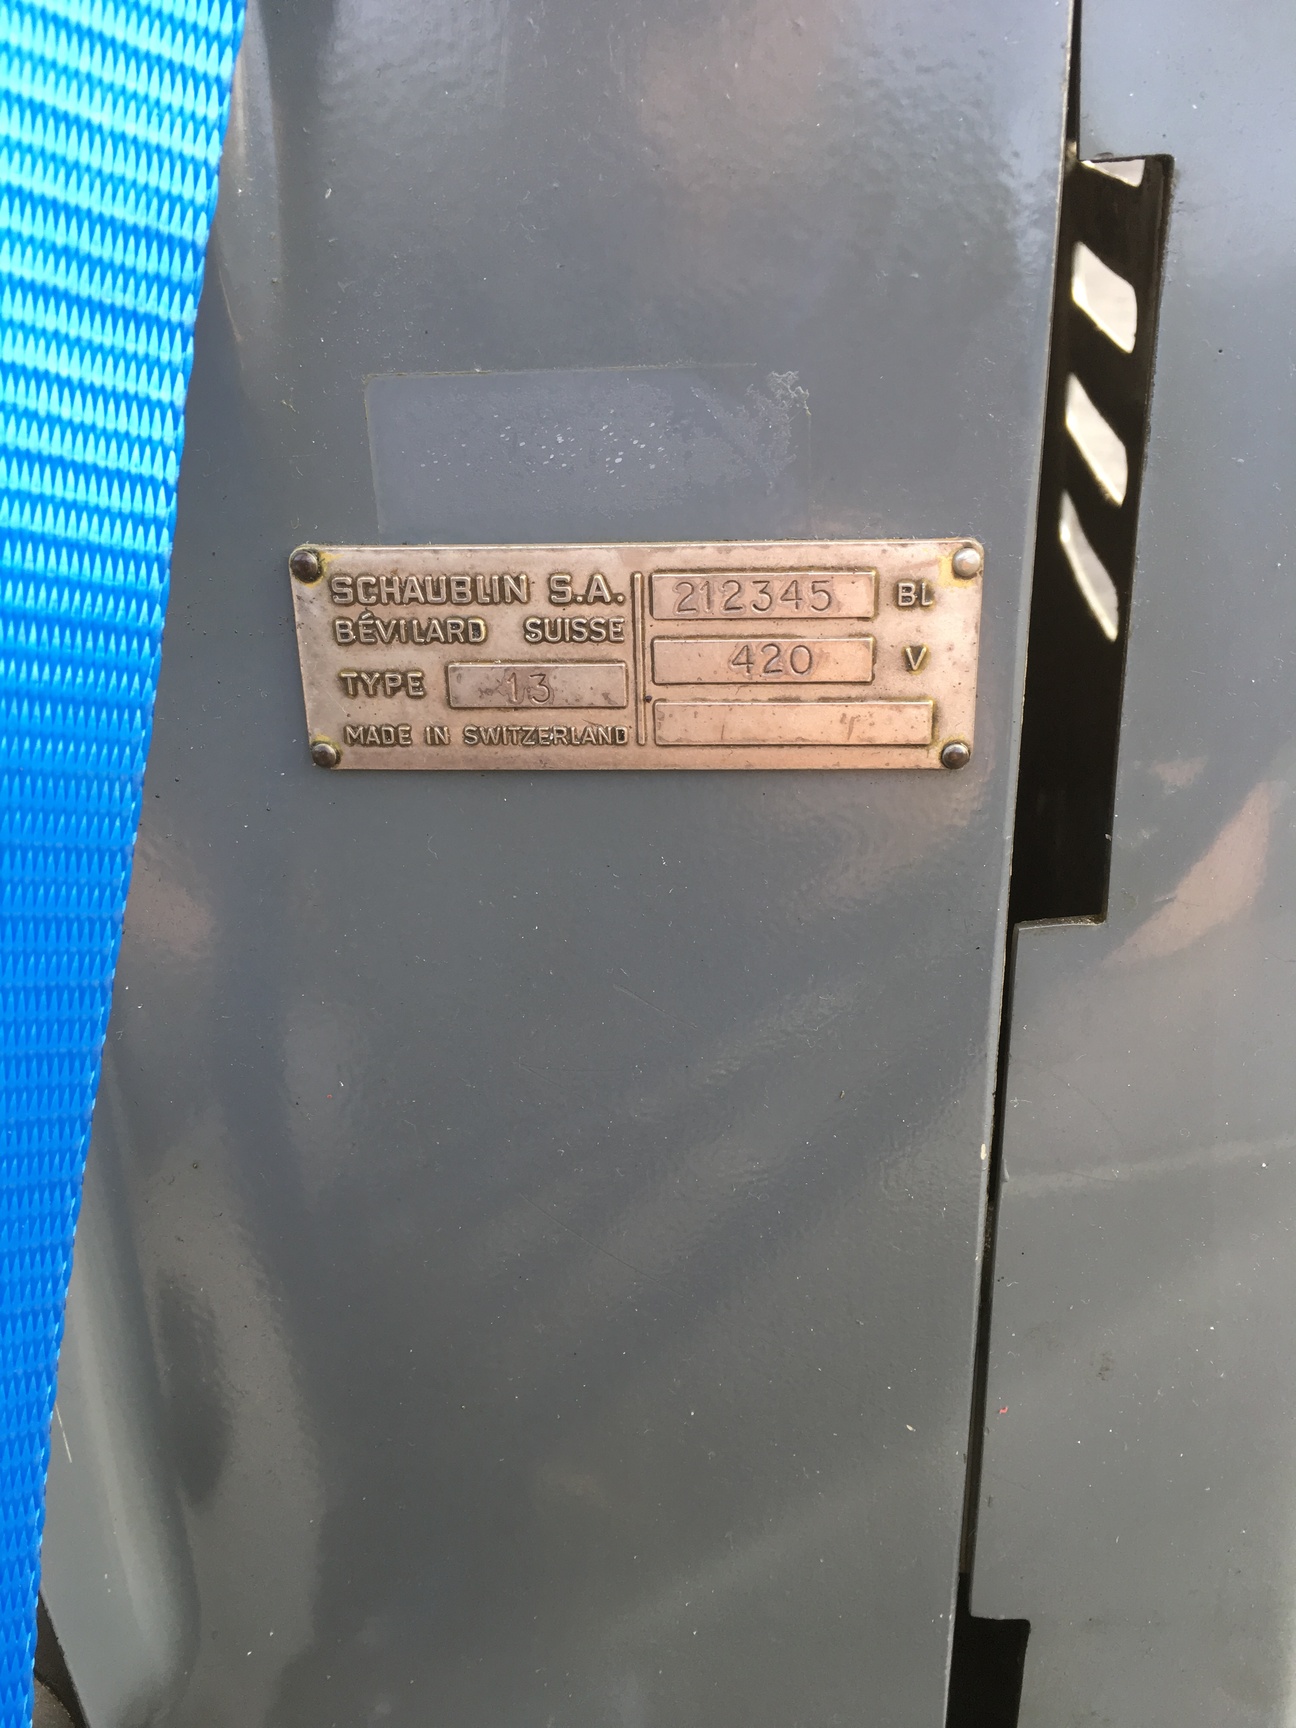 SCHAUBLIN S.A.
BÉVILARD SUISSE
TYPE 13
MADE IN SWITZERLAND
212345 BL
420 V